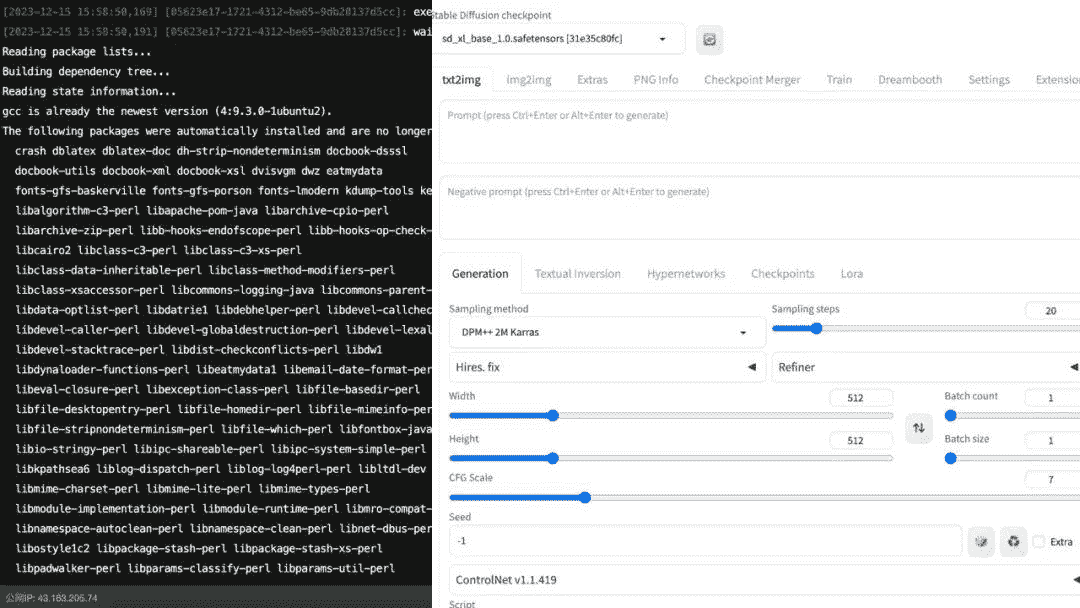 [2023-12-15 15:58:50,169] [05623e17-1721-4312-be65-9db28137d5cc]: exe
[2023-12-15 15:58:50,191] [05623e17-1721-4312-be65-9db28137d5cc]: wai
Reading package lists...
Building dependency tree...
Reading state information...
gcc is already the newest version (4:9.3.0-1ubuntu2).
The following packages were automatically installed and are no longer
crash dblatex dblatex-doc dh-strip-nondeterminism docbook-dsssl
docbook-utils docbook-xml docbook-xsl dvisvgm dwz eatmydata
fonts-gfs-baskerville fonts-gfs-porson fonts-lmodern kdump-tools ke
libalgorithm-c3-perl libapache-pom-java libarchive-cpio-perl
libarchive-zip-perl libb-hooks-endofscope-perl libb-hooks-op-check-
libcairo2 libclass-c3-perl libclass-c3-xs-perl
libclass-data-inheritable-perl libclass-method-modifiers-perl
libclass-xsaccessor-perl libcommons-logging-java libcommons-parent-
libdata-optlist-perl libdatrie1 libdebhelper-perl libdevel-callchec
libdevel-caller-perl libdevel-globaldestruction-perl libdevel-lexal
libdevel-stacktrace-perl libdist-checkconflicts-perl libdw1
libdynaloader-functions-perl libeatmydata1 libemail-date-format-per
libeval-closure-perl libexception-class-perl libfile-basedir-perl
libfile-desktopentry-perl libfile-homedir-perl libfile-mimeinfo-per
libfile-stripnondeterminism-perl libfile-which-perl libfontbox-java
libio-stringy-perl libipc-shareable-perl libipc-system-simple-perl
libkpathsea6 liblog-dispatch-perl liblog-log4perl-perl libltdl-dev
libmime-charset-perl libmime-lite-perl libmime-types-perl
libmodule-implementation-perl libmodule-runtime-perl libmro-compat-
libnamespace-autoclean-perl libnamespace-clean-perl libnet-dbus-per
libostyle1c2 libpackage-stash-perl libpackage-stash-xs-perl
libpadwalker-perl libparams-classify-perl libparams-util-perl
公网IP: 43.163.206.74
table Diffusion checkpoint
sd_xl_base_1.0.safetensors [31e35c80fc]
txt2img img2img Extras PNG Info Checkpoint Merger Train Dreambooth Settings Extension
Prompt (press Ctrl+Enter or Alt+Enter to generate)
Negative prompt (press Ctrl+Enter or Alt+Enter to generate)
Generation Textual Inversion Hypernetworks Checkpoints Lora
Sampling method Sampling steps 20
DPM++ 2M Karras
Hires. fix Refiner
Width 512 Batch count 1
Height 512 Batch size 1
CFG Scale 7
Seed
-1 Extra
ControlNet v1.1.419
Script